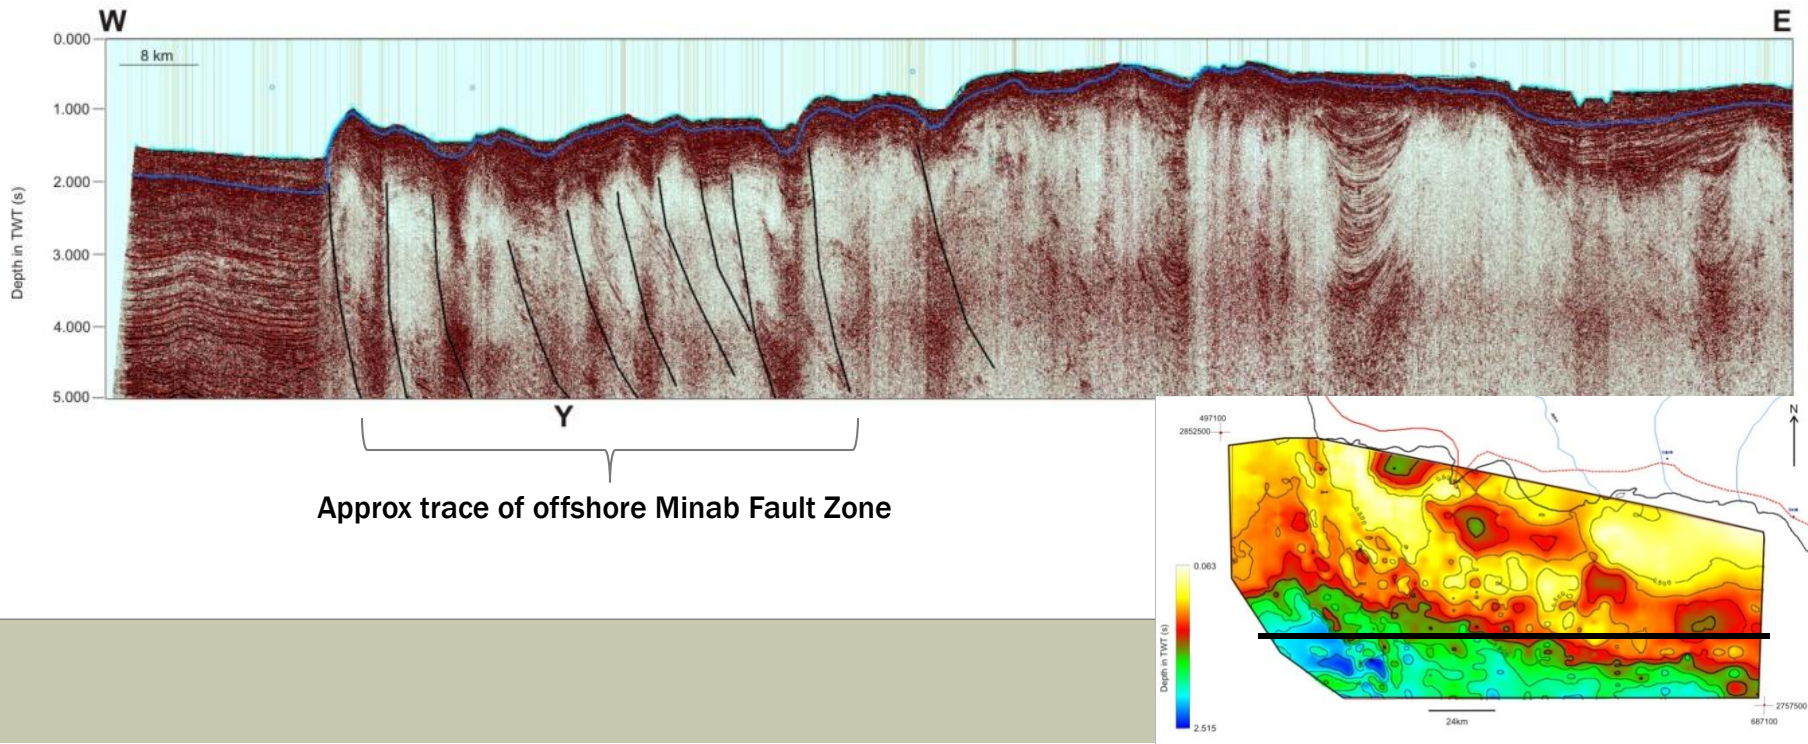 W
E
0.000
8 km
1.000
2.000
3.000
4.000
5.000
Depth in TWT (s)
Y
Approx trace of offshore Minab Fault Zone
497100
2852500
N
0.063
Depth in TWT (s)
2.515
24km
2757500
687100